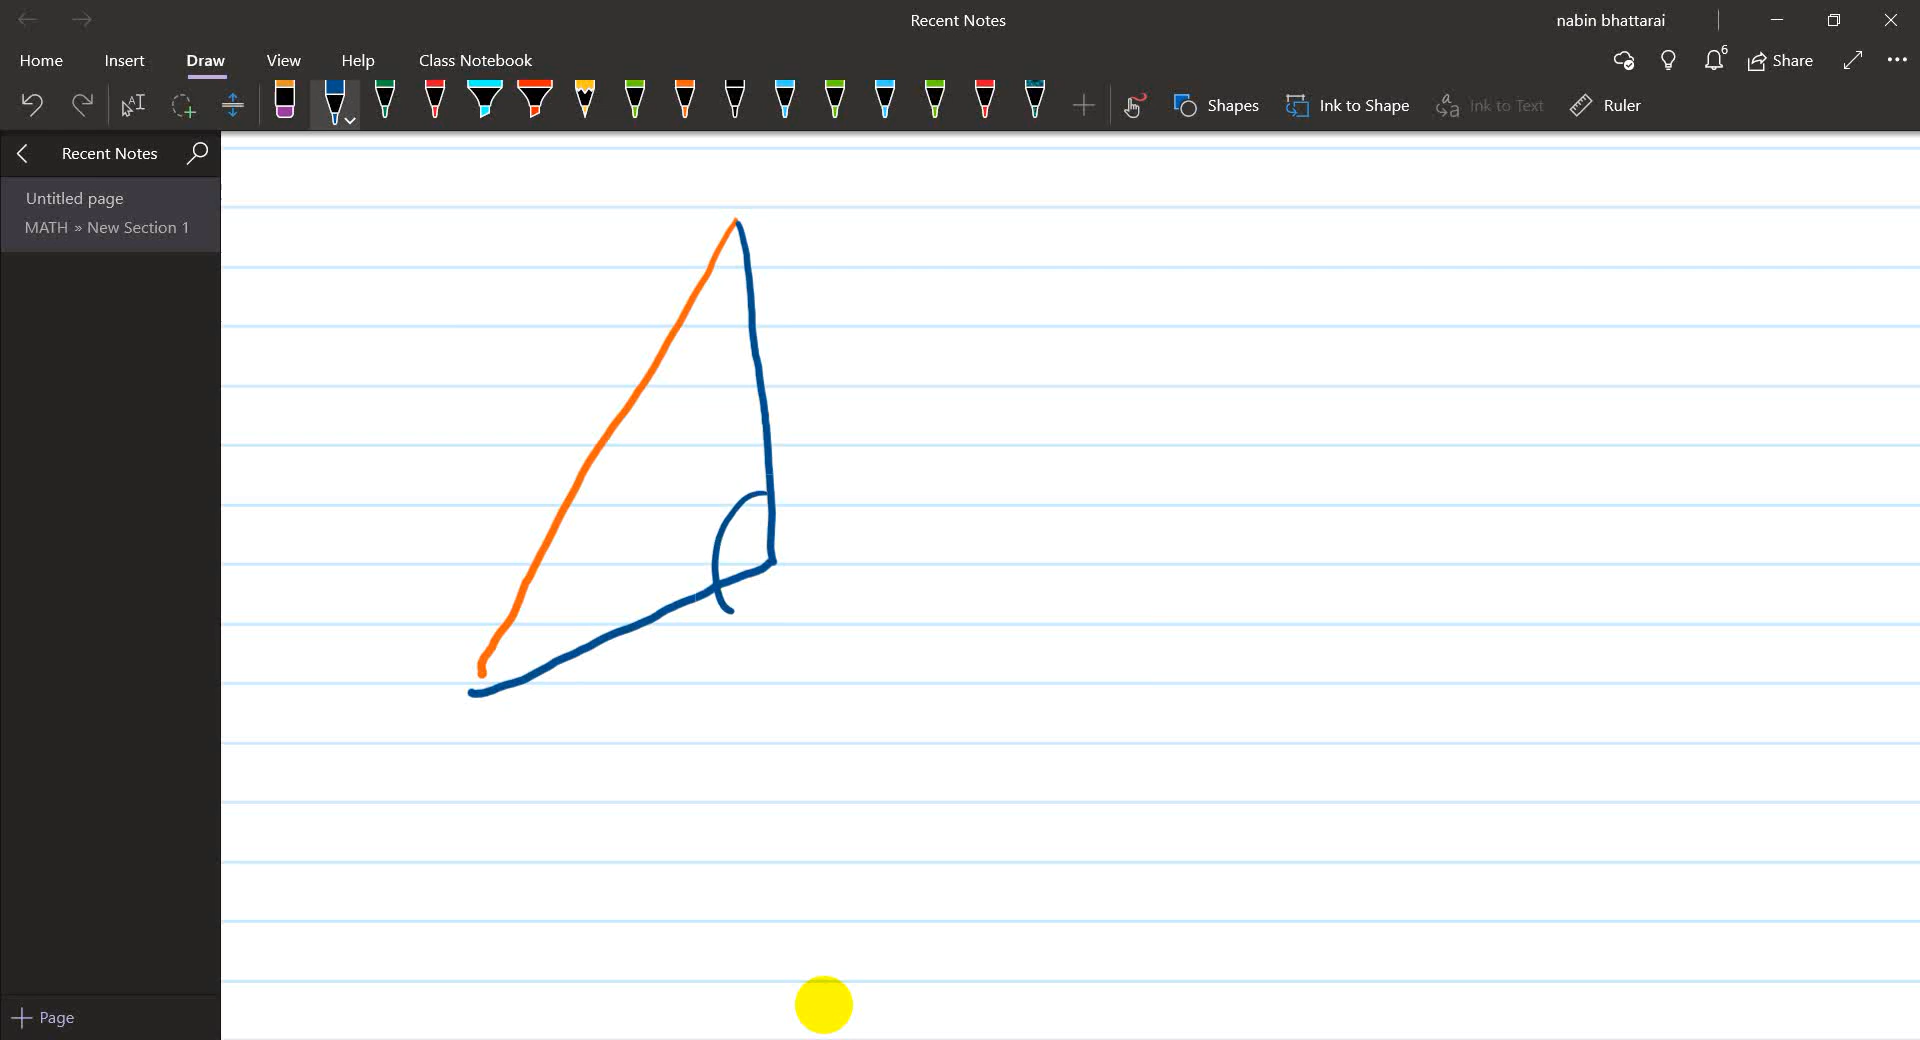 Recent Notes
nabin bhattarai
Home Insert Draw View Help Class Notebook
6
Share
Shapes Ink to Shape Ink to Text Ruler
Recent Notes
Untitled page
MATH » New Section 1
Page